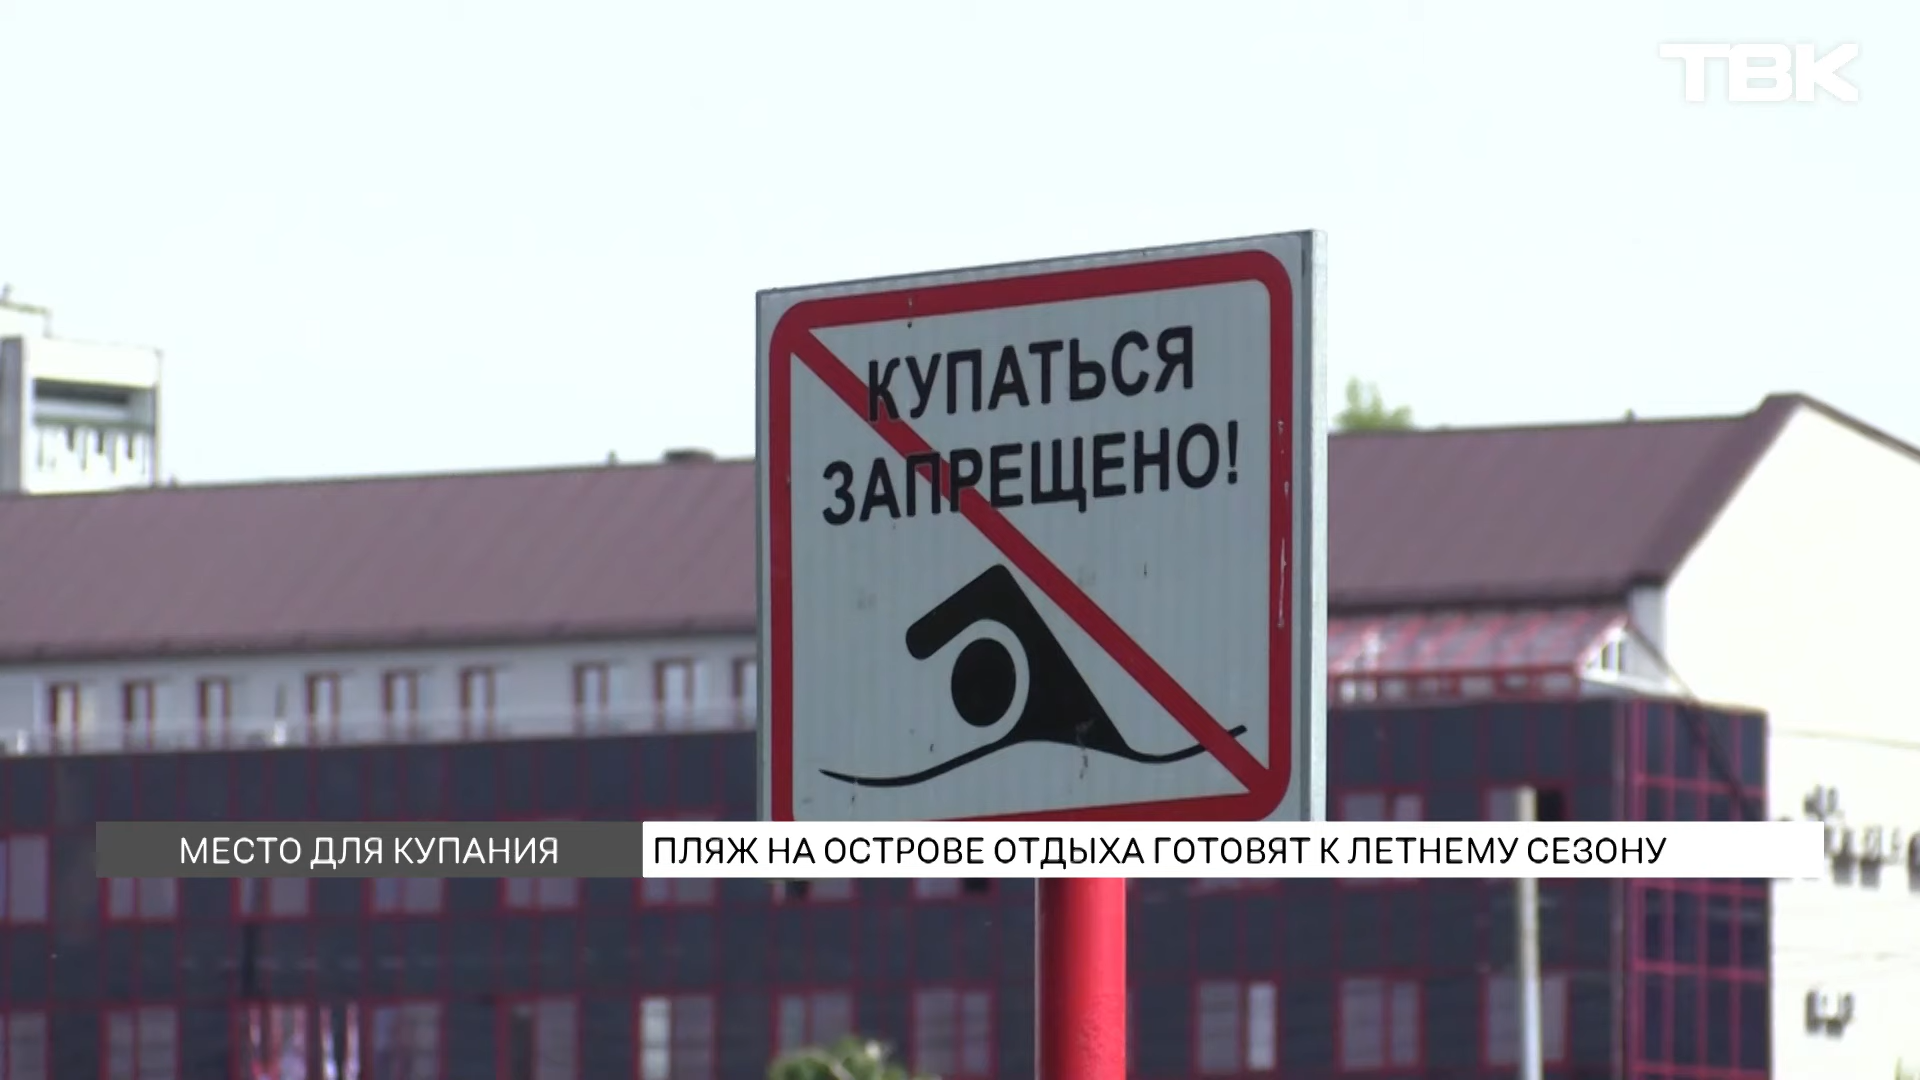 ТВК
КУПАТЬСЯ
ЗАПРЕЩЕНО!
МЕСТО ДЛЯ КУПАНИЯ
ПЛЯЖ НА ОСТРОВЕ ОТДЫХА ГОТОВЯТ К ЛЕТНЕМУ СЕЗОНУ